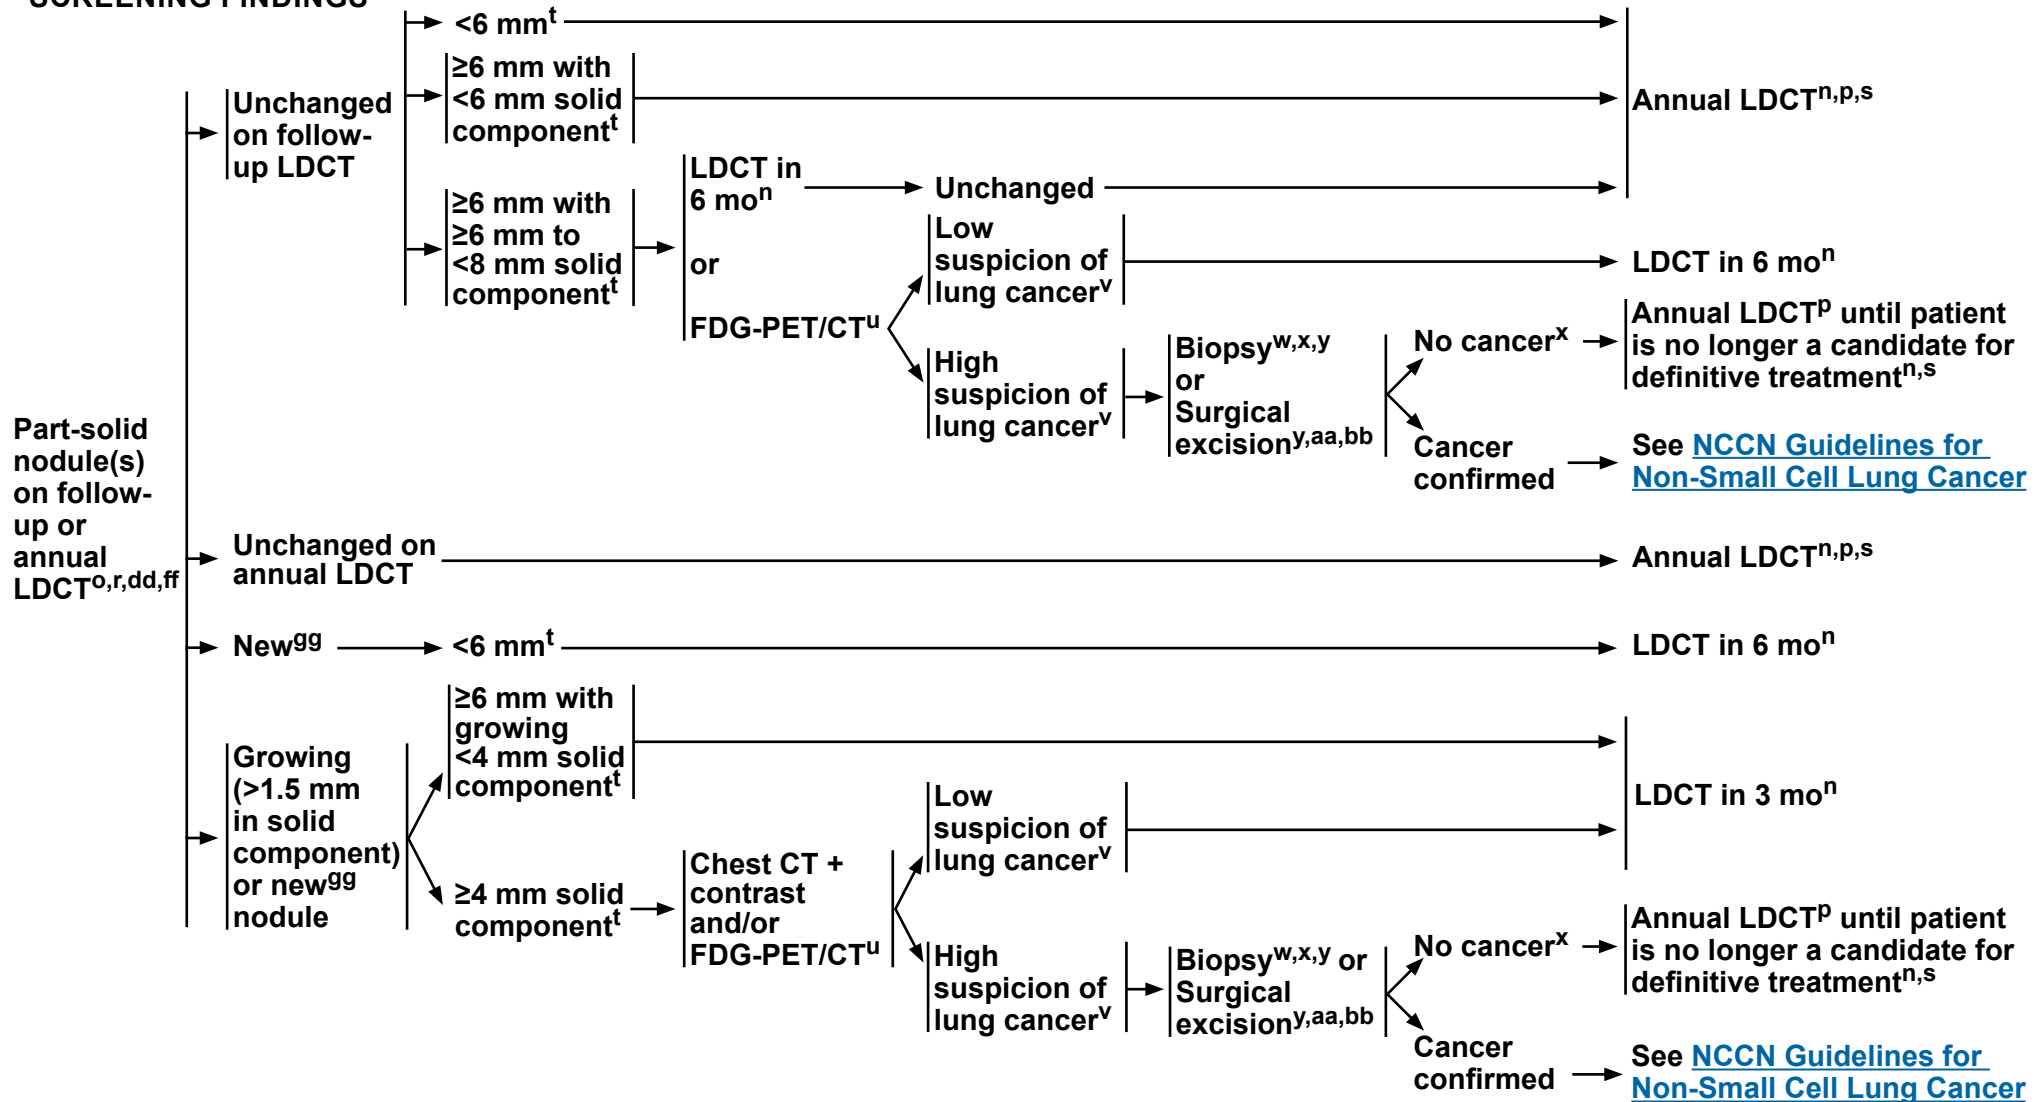 SCREENING FINDINGS
Part-solid
nodule(s)
on follow-
up or
annual
LDCTo,r,dd,ff
Unchanged
on follow-
up LDCT
<6 mmt
≥6 mm with
<6 mm solid
componentt
Annual LDCTn,p,s
≥6 mm with
≥6 mm to
<8 mm solid
componentt
LDCT in
6 mon
or
FDG-PET/CTu
Unchanged
Low
suspicion of
lung cancerv
LDCT in 6 mon
High
suspicion of
lung cancerv
Biopsyw,x,y
or
Surgical
excisiony,aa,bb
No cancerx
Annual LDCTp until patient
is no longer a candidate for
definitive treatmentn,s
Cancer
confirmed
See NCCN Guidelines for
Non-Small Cell Lung Cancer
Unchanged on
annual LDCT
Annual LDCTn,p,s
Newgg
<6 mmt
LDCT in 6 mon
Growing
(>1.5 mm
in solid
component)
or newgg
nodule
≥6 mm with
growing
<4 mm solid
componentt
LDCT in 3 mon
≥4 mm solid
componentt
Chest CT +
contrast
and/or
FDG-PET/CTu
Low
suspicion of
lung cancerv
High
suspicion of
lung cancerv
Biopsyw,x,y or
Surgical
excisiony,aa,bb
No cancerx
Annual LDCTp until patient
is no longer a candidate for
definitive treatmentn,s
Cancer
confirmed
See NCCN Guidelines for
Non-Small Cell Lung Cancer